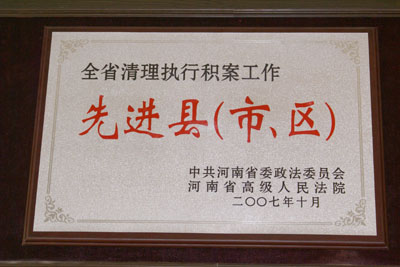 全省清理执行积案工作
先进县(市、区)
中共河南省委政法委员会
河南省高级人民法院
二〇〇七年十月